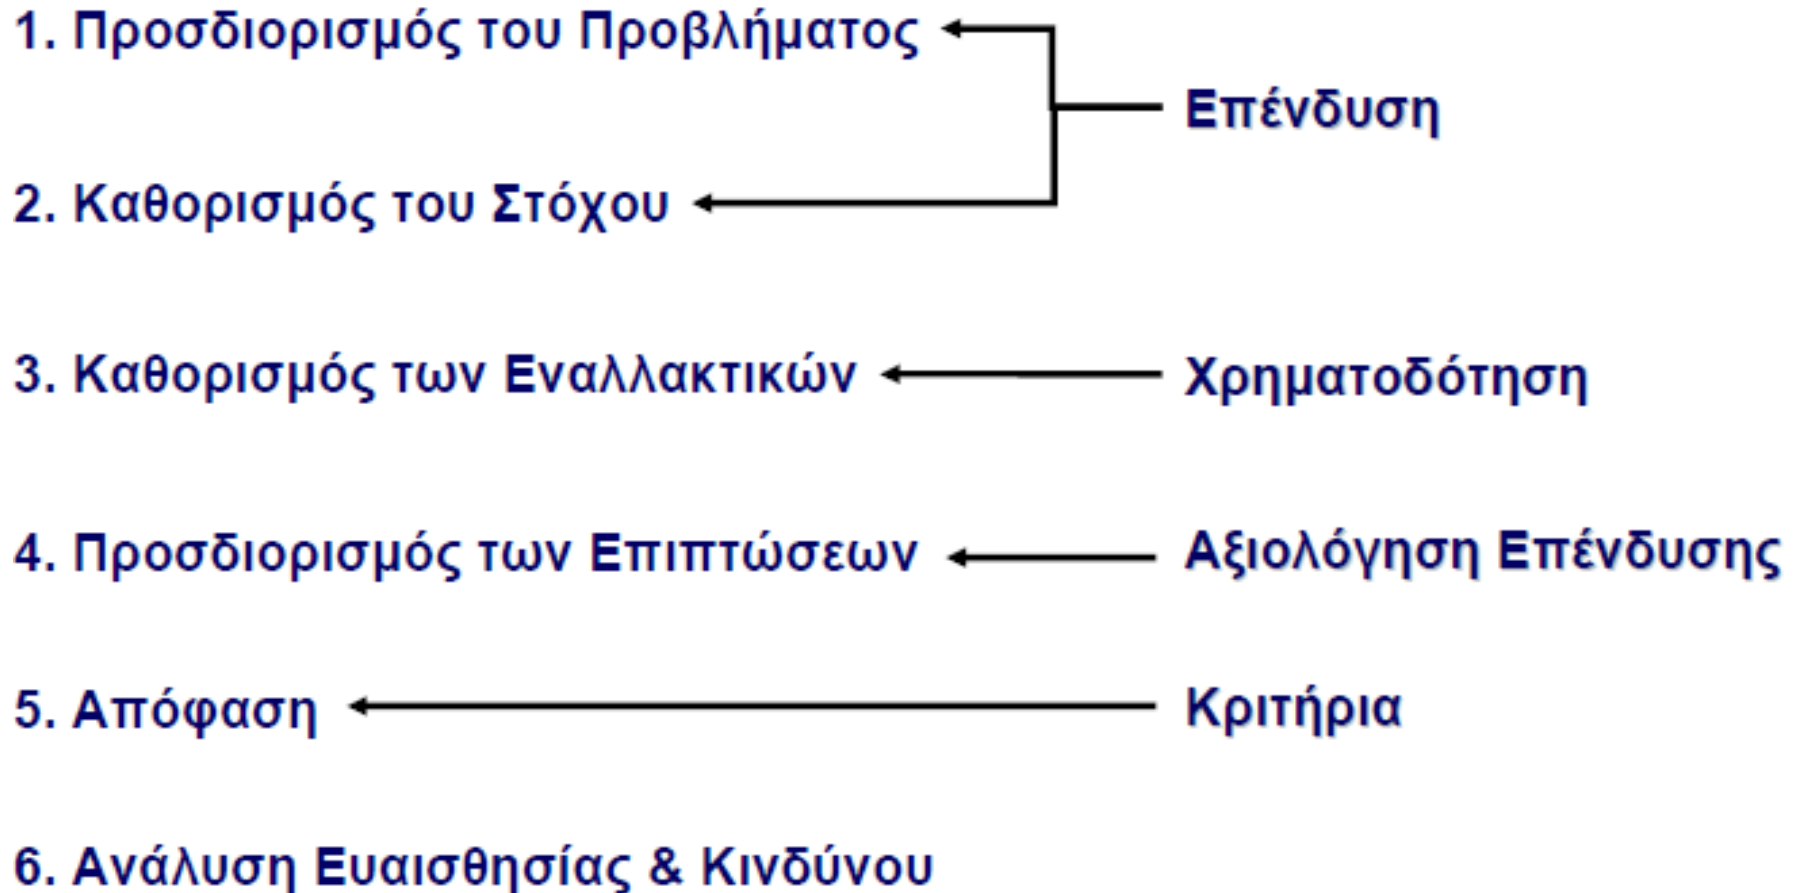 1. Προσδιορισμός του Προβλήματος
Επένδυση
2. Καθορισμός του Στόχου
3. Καθορισμός των Εναλλακτικών
Χρηματοδότηση
4. Προσδιορισμός των Επιπτώσεων
Αξιολόγηση Επένδυσης
5. Απόφαση
Κριτήρια
6. Ανάλυση Ευαισθησίας & Κινδύνου